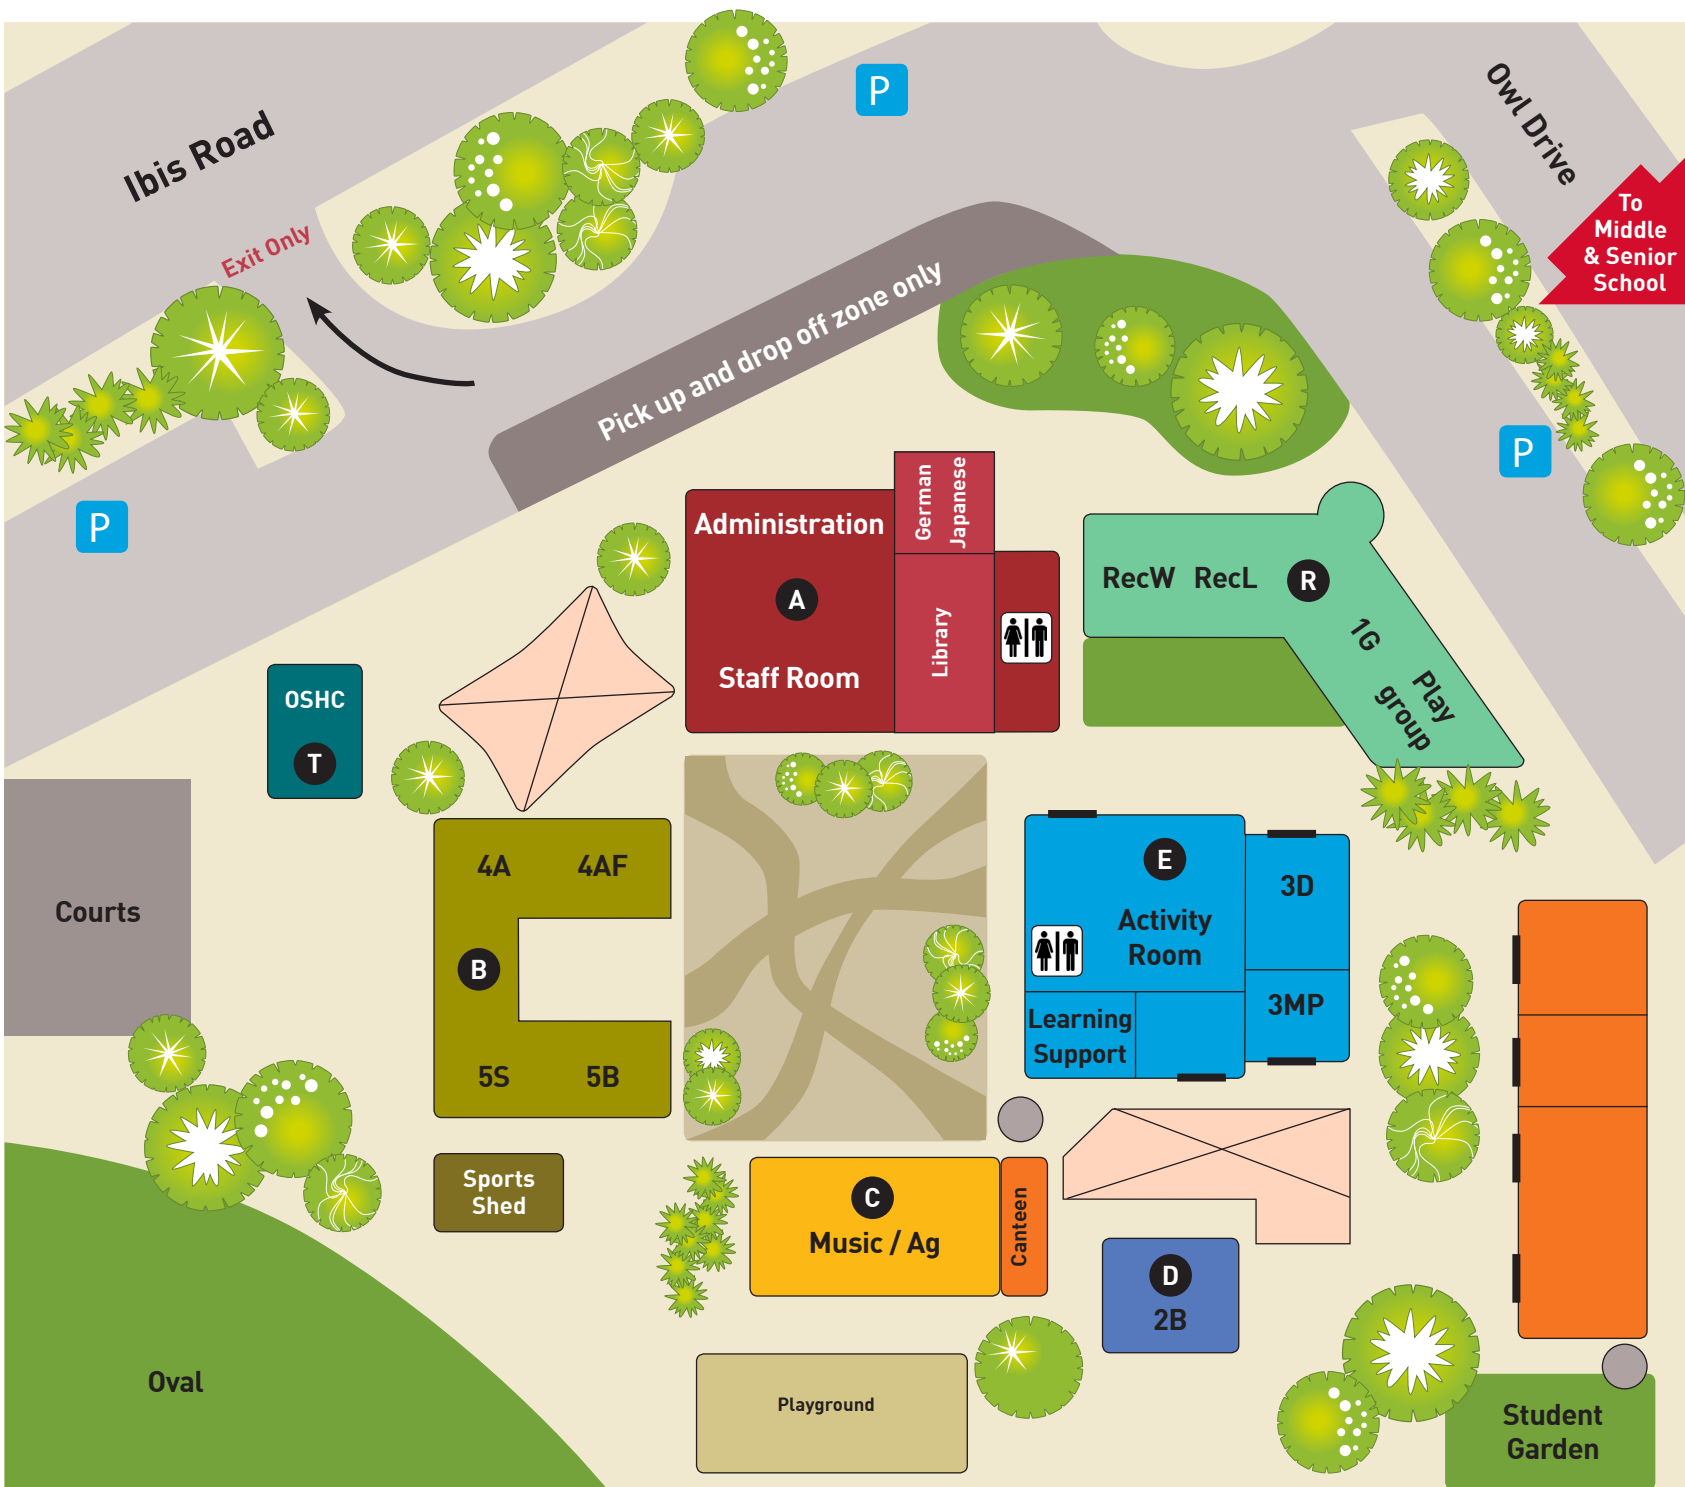 Ibis Road
Exit Only
P
Owl Drive
To
Middle
& Senior
School
Pick up and drop off zone only
P
P
Administration
A
Staff Room
German
Japanese
Library
RecW RecL
R
1G
Play
group
OSHC
T
Courts
4A 4AF
B
5S 5B
E
Activity
Room
3D
3MP
Learning
Support
Sports
Shed
C
Music / Ag
Canteen
D
2B
Oval
Playground
Student
Garden